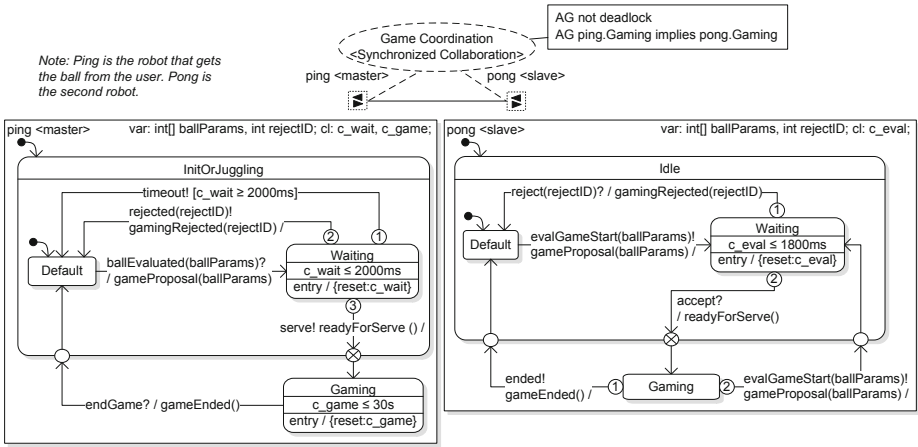 Note: Ping is the robot that gets
the ball from the user. Pong is
the second robot.
Game Coordination
<Synchronized Collaboration>
AG not deadlock
AG ping.Gaming implies pong.Gaming
ping <master>
pong <slave>
ping <master>
var: int[] ballParams, int rejectID; cl: c_wait, c_game;
InitOrJuggling
timeout! [c_wait ≥ 2000ms]
rejected(rejectID)!
gamingRejected(rejectID) /
2
1
Default
ballEvaluated(ballParams)?
/ gameProposal(ballParams)
Waiting
c_wait ≤ 2000ms
entry / {reset:c_wait}
3
serve! readyForServe () /
endGame? / gameEnded()
Gaming
c_game ≤ 30s
entry / {reset:c_game}
pong <slave>
var: int[] ballParams, int rejectID; cl: c_eval;
Idle
reject(rejectID)? / gamingRejected(rejectID)
1
Default
evalGameStart(ballParams)!
gameProposal(ballParams) /
Waiting
c_eval ≤ 1800ms
entry / {reset:c_eval}
2
accept?
/ readyForServe()
ended!
gameEnded() /
1
Gaming
2
evalGameStart(ballParams)!
gameProposal(ballParams) /